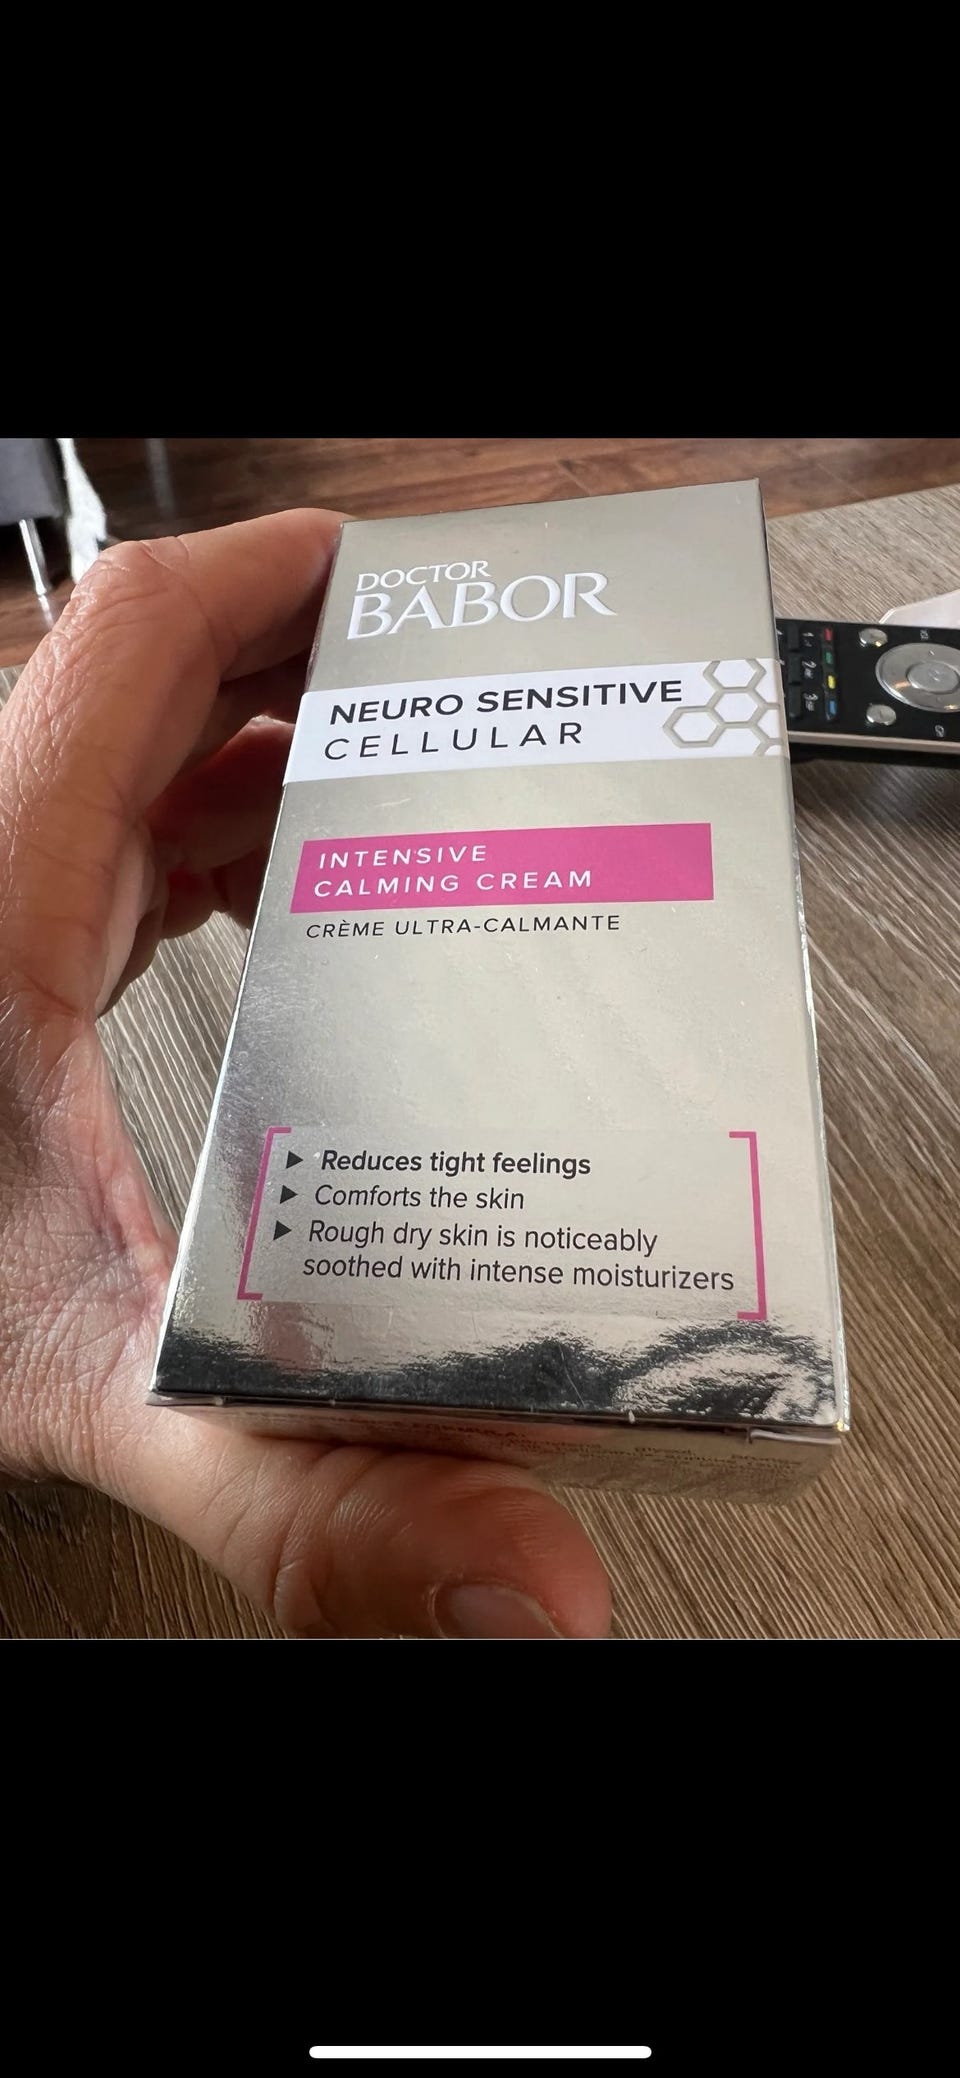 DOCTOR
BABOR
NEURO SENSITIVE
CELLULAR
INTENSIVE
CALMING CREAM
CRÈME ULTRA-CALMANTE
▶ Reduces tight feelings
▶ Comforts the skin
▶ Rough dry skin is noticeably
soothed with intense moisturizers